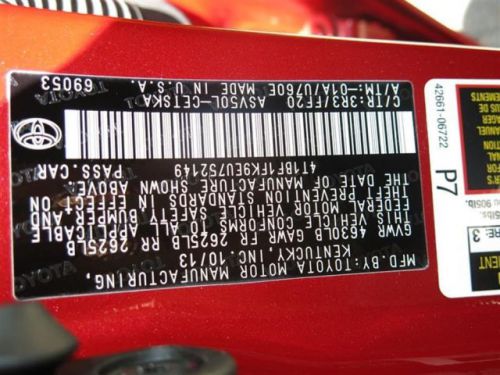 MFD.BY: TOYOTA MOTOR MANUFACTURING,
KENTUCKY, INC. 10/13
GVWR 4630LB GAWR FF 2625LB RR 2625LB
THIS VEHICLE CONFORMS TO ALL APPLICABLE
FEDERAL MOTOR VEHICLE SAFETY, BUMPER, AND
THEFT PREVENTION STANDARDS IN EFFECT ON THE DATE OF
MANUFACTURE SHOWN ABOVE.
4T1BF1FK9EU752149 PASS.CAR
C/TR:3R3/FF20 ASV50L-CETSKA
A/TM:-01A/U760E MADE IN U.S.A.
69053
TOYOTA
42661-06722
P7